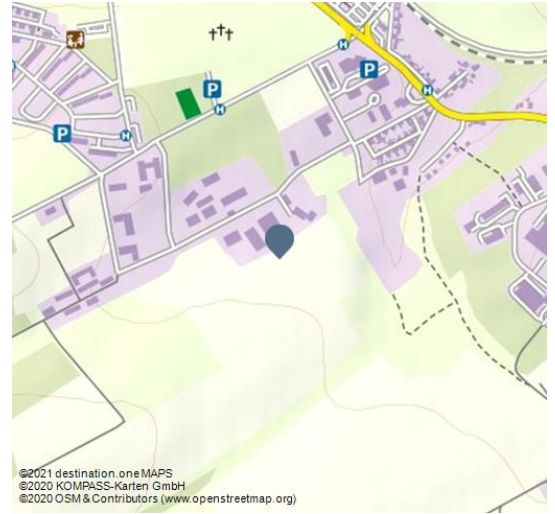 P
H
P
H
H
P
H
©2021 destination.one MAPS
©2020 KOMPASS-Karten GmbH
©2020 OSM & Contributors (www.openstreetmap.org)